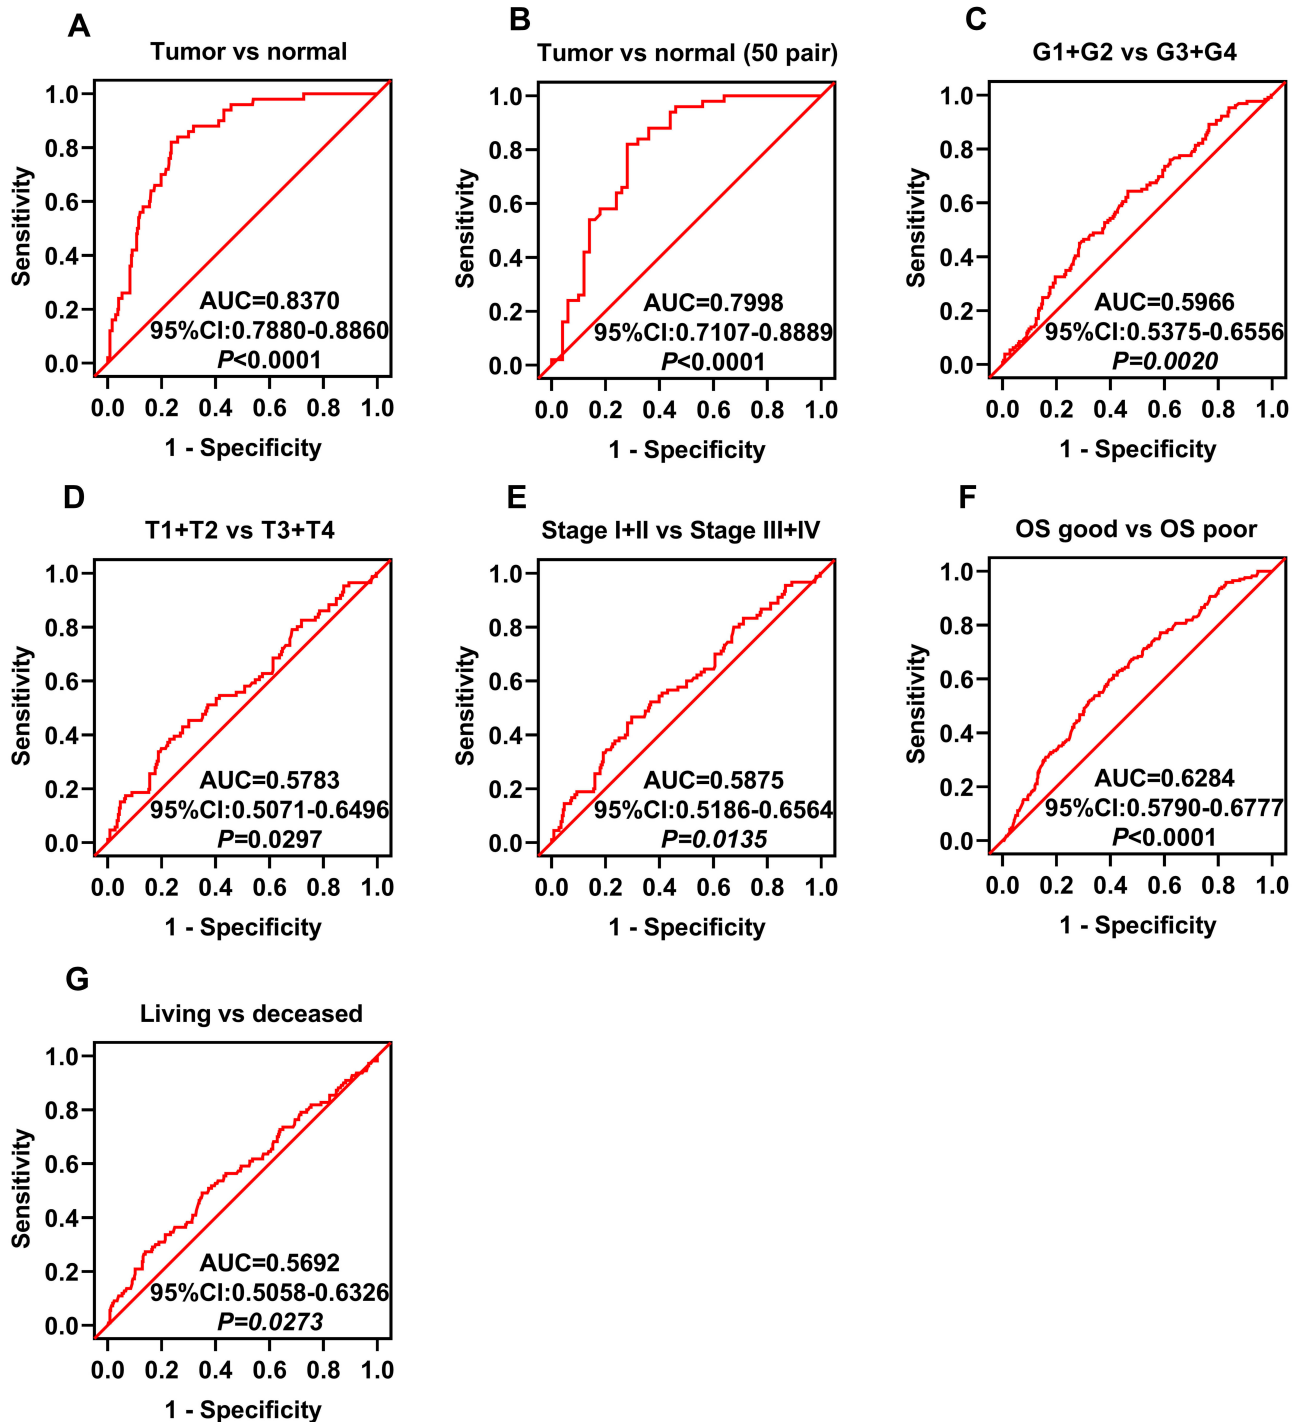 A
Tumor vs normal
Sensitivity
1.0
0.8
0.6
0.4
0.2
0.0
AUC=0.8370
95%CI:0.7880-0.8860
P<0.0001
0.0 0.2 0.4 0.6 0.8 1.0
1 - Specificity
B
Tumor vs normal (50 pair)
Sensitivity
1.0
0.8
0.6
0.4
0.2
0.0
AUC=0.7998
95%CI:0.7107-0.8889
P<0.0001
0.0 0.2 0.4 0.6 0.8 1.0
1 - Specificity
C
G1+G2 vs G3+G4
Sensitivity
1.0
0.8
0.6
0.4
0.2
0.0
AUC=0.5966
95%CI:0.5375-0.6556
P=0.0020
0.0 0.2 0.4 0.6 0.8 1.0
1 - Specificity
D
T1+T2 vs T3+T4
Sensitivity
1.0
0.8
0.6
0.4
0.2
0.0
AUC=0.5783
95%CI:0.5071-0.6496
P=0.0297
0.0 0.2 0.4 0.6 0.8 1.0
1 - Specificity
E
Stage I+II vs Stage III+IV
Sensitivity
1.0
0.8
0.6
0.4
0.2
0.0
AUC=0.5875
95%CI:0.5186-0.6564
P=0.0135
0.0 0.2 0.4 0.6 0.8 1.0
1 - Specificity
F
OS good vs OS poor
Sensitivity
1.0
0.8
0.6
0.4
0.2
0.0
AUC=0.6284
95%CI:0.5790-0.6777
P<0.0001
0.0 0.2 0.4 0.6 0.8 1.0
1 - Specificity
G
Living vs deceased
Sensitivity
1.0
0.8
0.6
0.4
0.2
0.0
AUC=0.5692
95%CI:0.5058-0.6326
P=0.0273
0.0 0.2 0.4 0.6 0.8 1.0
1 - Specificity